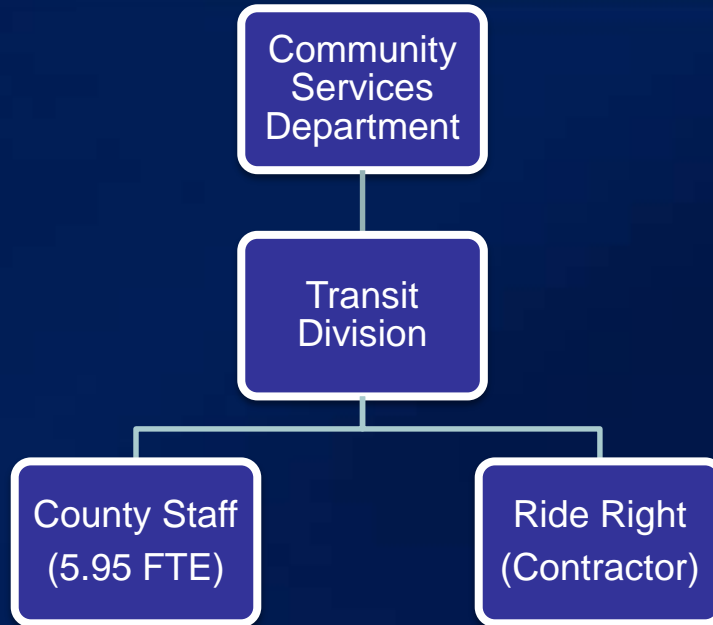 Community
Services
Department
Transit
Division
County Staff
(5.95 FTE)
Ride Right
(Contractor)